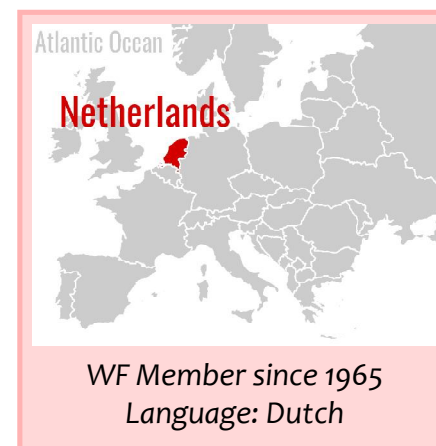 Atlantic Ocean
Netherlands
WF Member since 1965
Language: Dutch